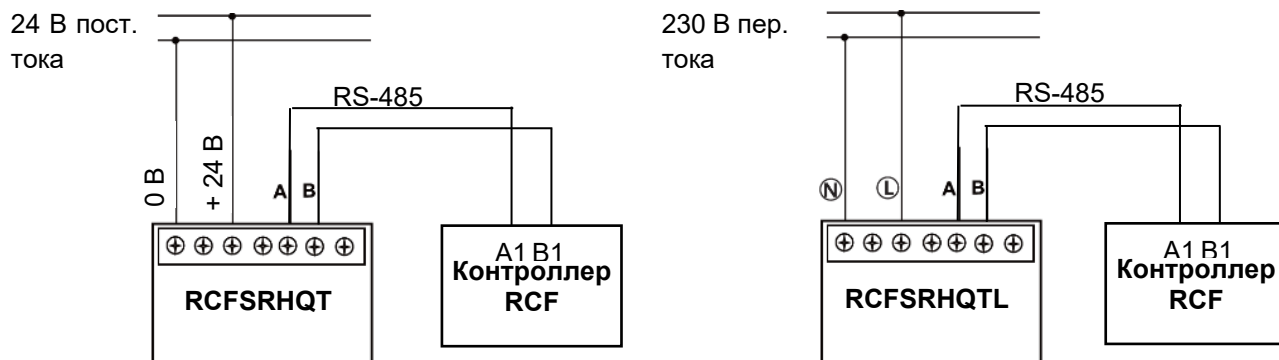 24 В пост.
тока
RS-485
0 В
+ 24 В
A
B
A1 B1
Контроллер
RCF
RCFSRHQT
230 В пер.
тока
RS-485
N
L
A
B
A1 B1
Контроллер
RCF
RCFSRHQTL